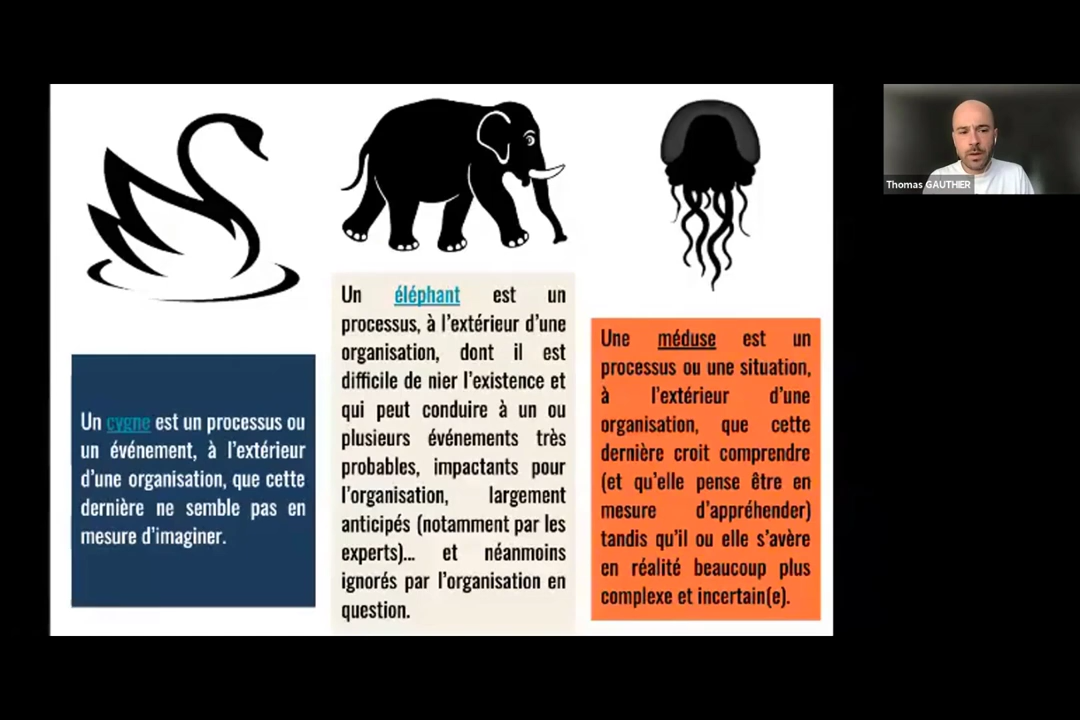 Un cygne est un processus ou
un événement, à l'extérieur
d'une organisation, que cette
dernière ne semble pas en
mesure d'imaginer.
Un éléphant est un
processus, à l'extérieur d'une
organisation, dont il est
difficile de nier l'existence et
qui peut conduire à un ou
plusieurs événements très
probables, impactants pour
l'organisation, largement
anticipés (notamment par les
experts)... et néanmoins
ignorés par l'organisation en
question.
Une méduse est un
processus ou une situation,
à l'extérieur d'une
organisation, que cette
dernière croit comprendre
(et qu'elle pense être en
mesure d'appréhender)
tandis qu'il ou elle s'avère
en réalité beaucoup plus
complexe et incertain(e).
Thomas GAUTHIER